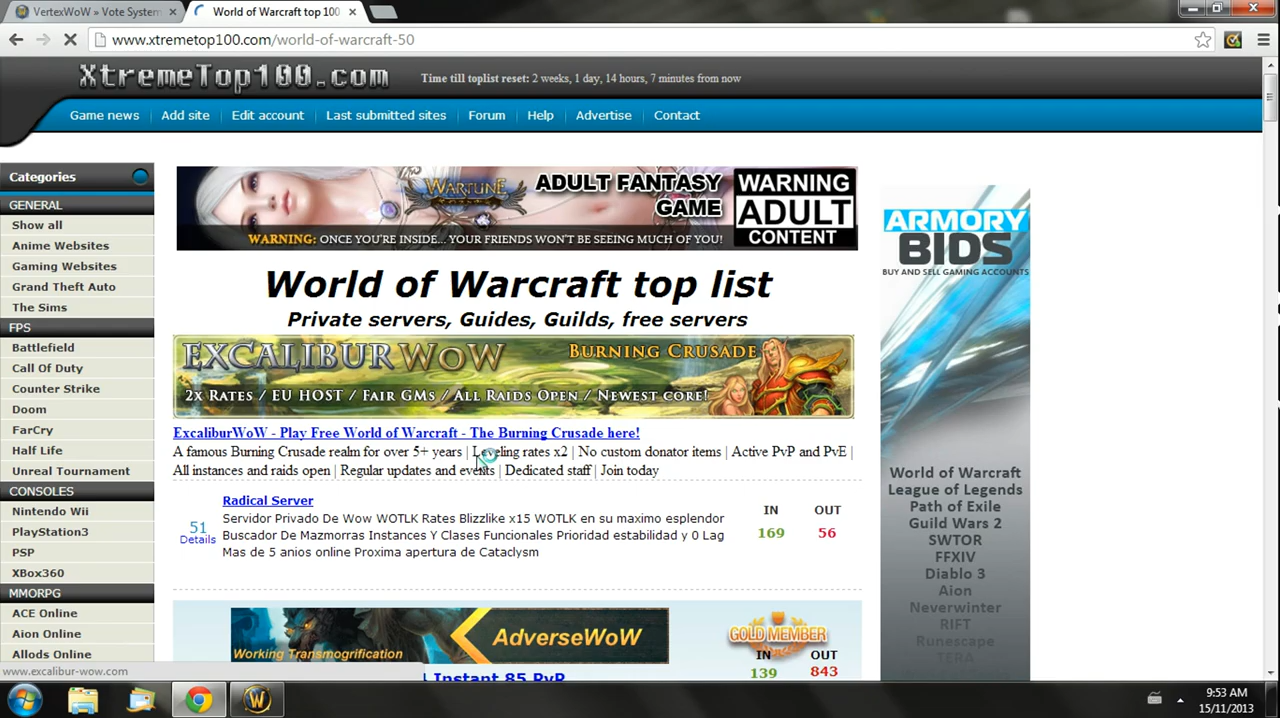 VertexWoW » Vote System
World of Warcraft top 100
www.xtremetop100.com/world-of-warcraft-50
XtremeTop100.com
Time till toplist reset: 2 weeks, 1 day, 14 hours, 7 minutes from now
Game news
Add site
Edit account
Last submitted sites
Forum
Help
Advertise
Contact
Categories
GENERAL
Show all
Anime Websites
Gaming Websites
Grand Theft Auto
The Sims
FPS
Battlefield
Call Of Duty
Counter Strike
Doom
FarCry
Half Life
Unreal Tournament
CONSOLES
Nintendo Wii
PlayStation3
PSP
XBox360
MMORPG
ACE Online
Aion Online
Allods Online
WARTUNE
ADULT FANTASY
GAME
WARNING
ADULT
CONTENT
WARNING: ONCE YOU'RE INSIDE... YOUR FRIENDS WON'T BE SEEING MUCH OF YOU!
World of Warcraft top list
Private servers, Guides, Guilds, free servers
EXCALIBUR WOW
BURNING CRUSADE
2X RATES / EU HOST / FAIR GMS / ALL RAIDS OPEN / NEWEST CORE!
ExcaliburWoW - Play Free World of Warcraft - The Burning Crusade here!
A famous Burning Crusade realm for over 5+ years | Leveling rates x2 | No custom donator items | Active PvP and PvE |
All instances and raids open | Regular updates and events | Dedicated staff | Join today
51
Details
Radical Server
Servidor Privado De Wow WOTLK Rates Blizzlike x15 WOTLK en su maximo esplendor
Buscador De Mazmorras Instances Y Clases Funcionales Prioridad estabilidad y 0 Lag
Mas de 5 anios online Proxima apertura de Cataclysm
IN
OUT
169
56
AdverseWoW
Working Transmogrification
GOLD MEMBER
IN
OUT
139
843
Instant 85 PvP
ARMORY
BIDS
BUY AND SELL GAMING ACCOUNTS
World of Warcraft
League of Legends
Path of Exile
Guild Wars 2
SWTOR
FFXIV
Diablo 3
Aion
Neverwinter
RIFT
Runescape
TERA
www.excalibur-wow.com
9:53 AM
15/11/2013